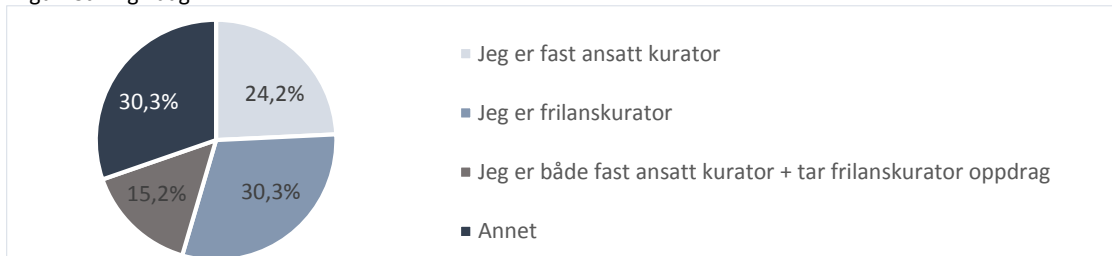 24,2%
30,3%
15,2%
30,3%
Jeg er fast ansatt kurator
Jeg er frilanskurator
Jeg er både fast ansatt kurator + tar frilanskurator oppdrag
Annet